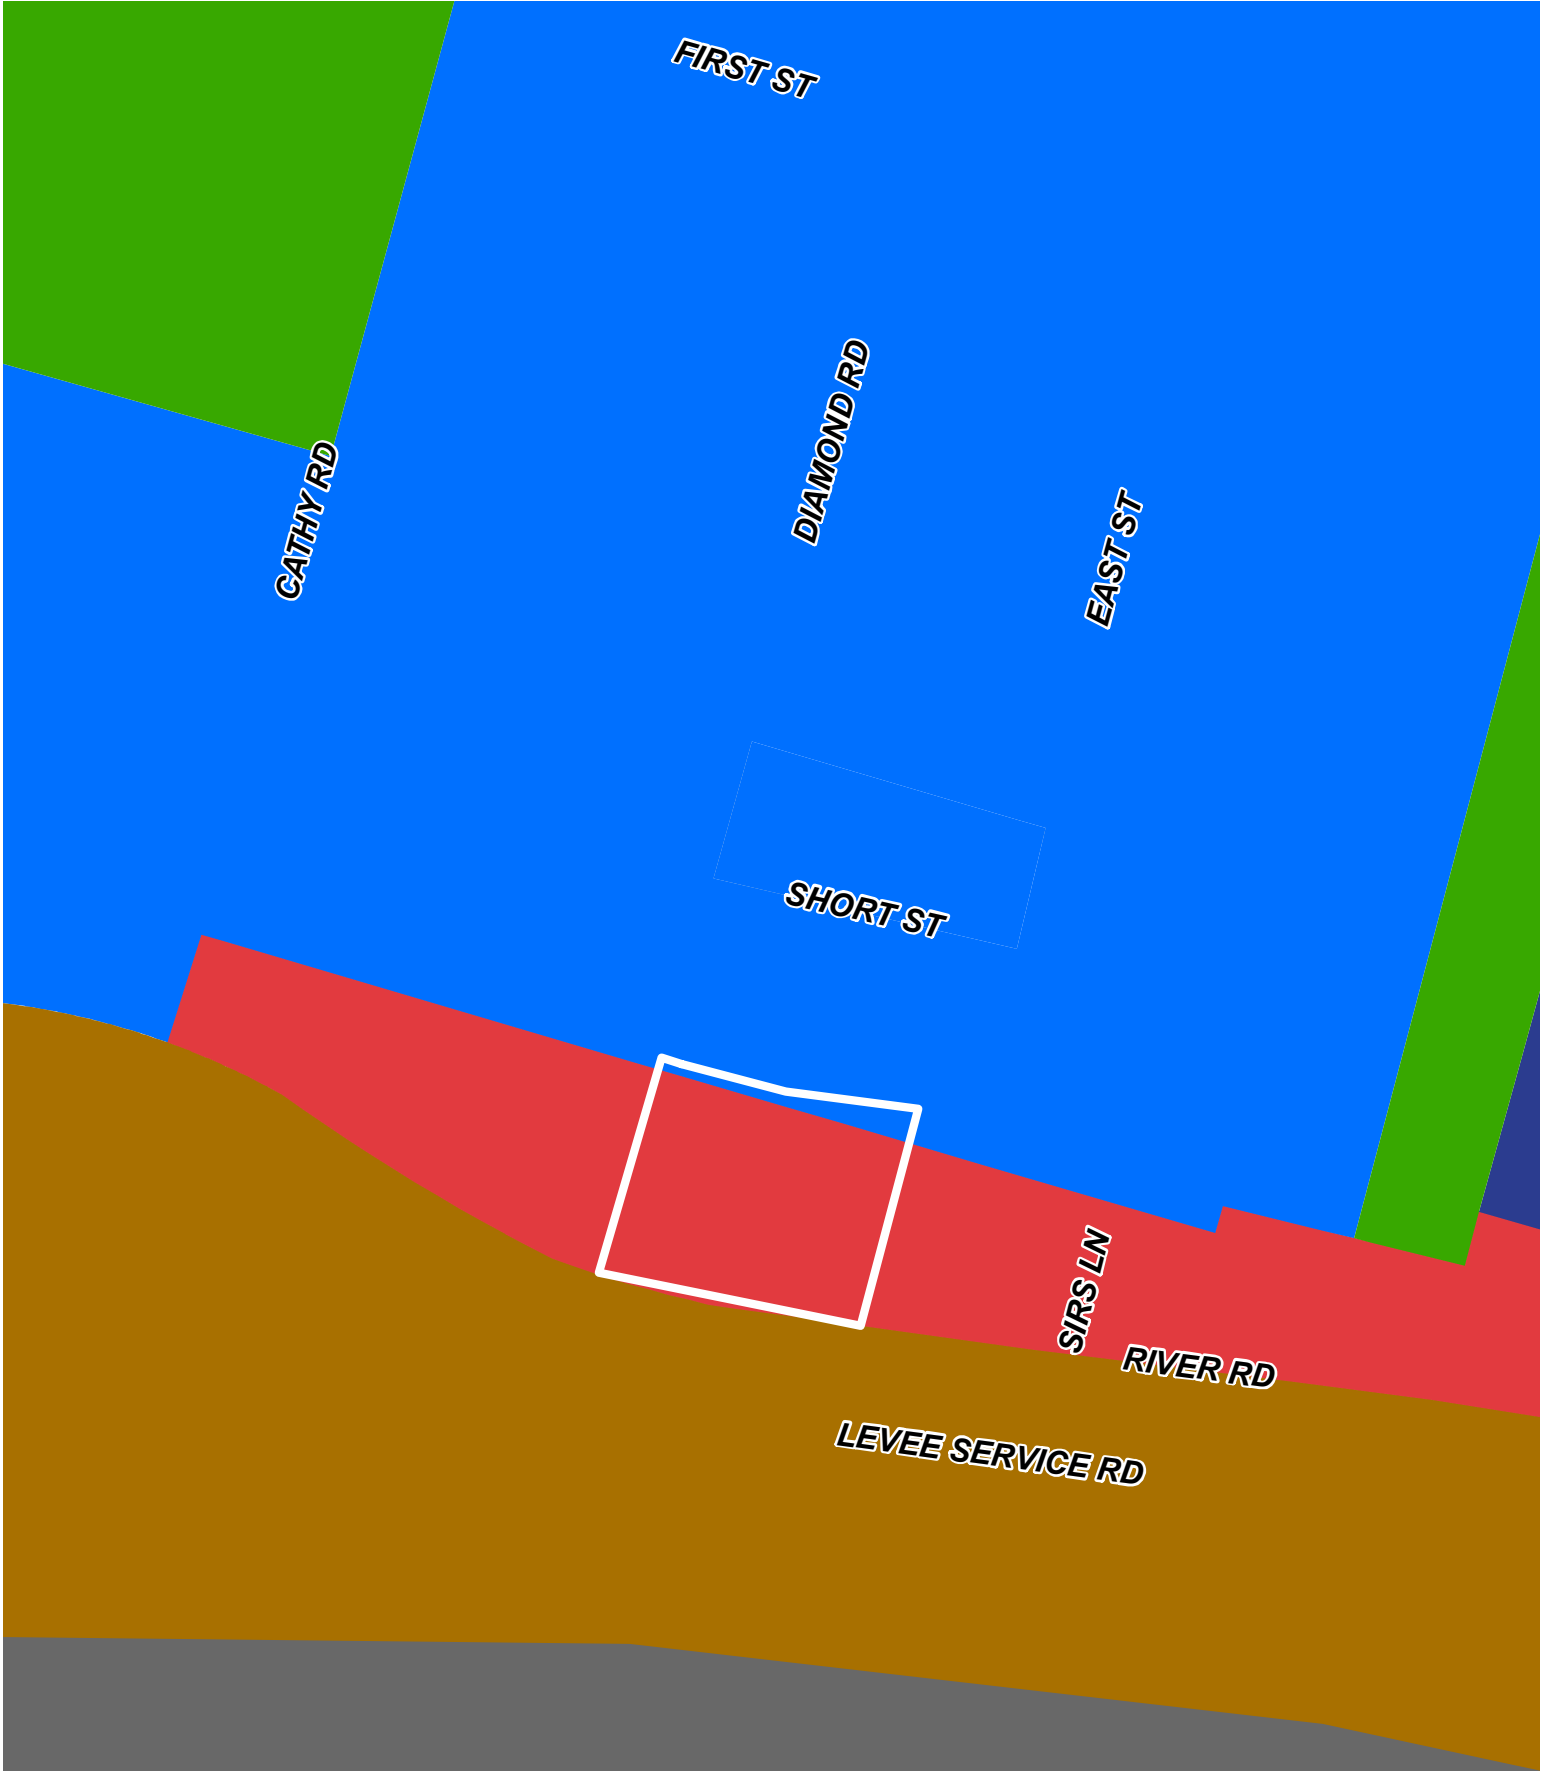 FIRST ST
DIAMOND RD
CATHY RD
EAST ST
SHORT ST
SIRS LN
RIVER RD
LEVEE SERVICE RD